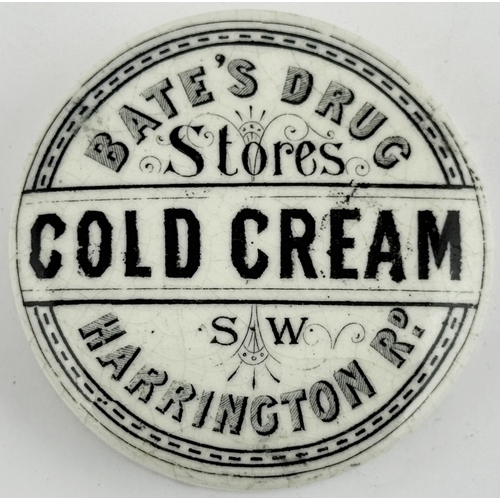 BATE'S DRUG
Stores
COLD CREAM
S W
HARRINGTON RD.